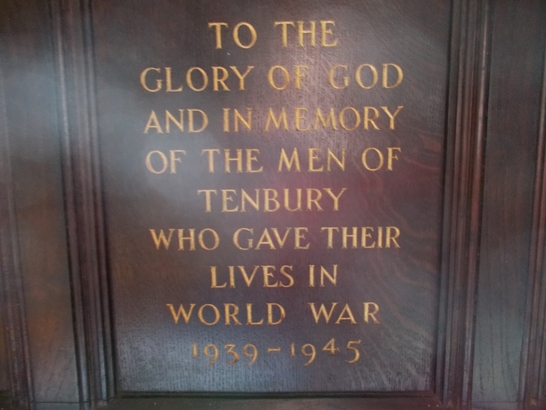 TO THE
GLORY OF GOD
AND IN MEMORY
OF THE MEN OF
TENBURY
WHO GAVE THEIR
LIVES IN
WORLD WAR
1939-1945